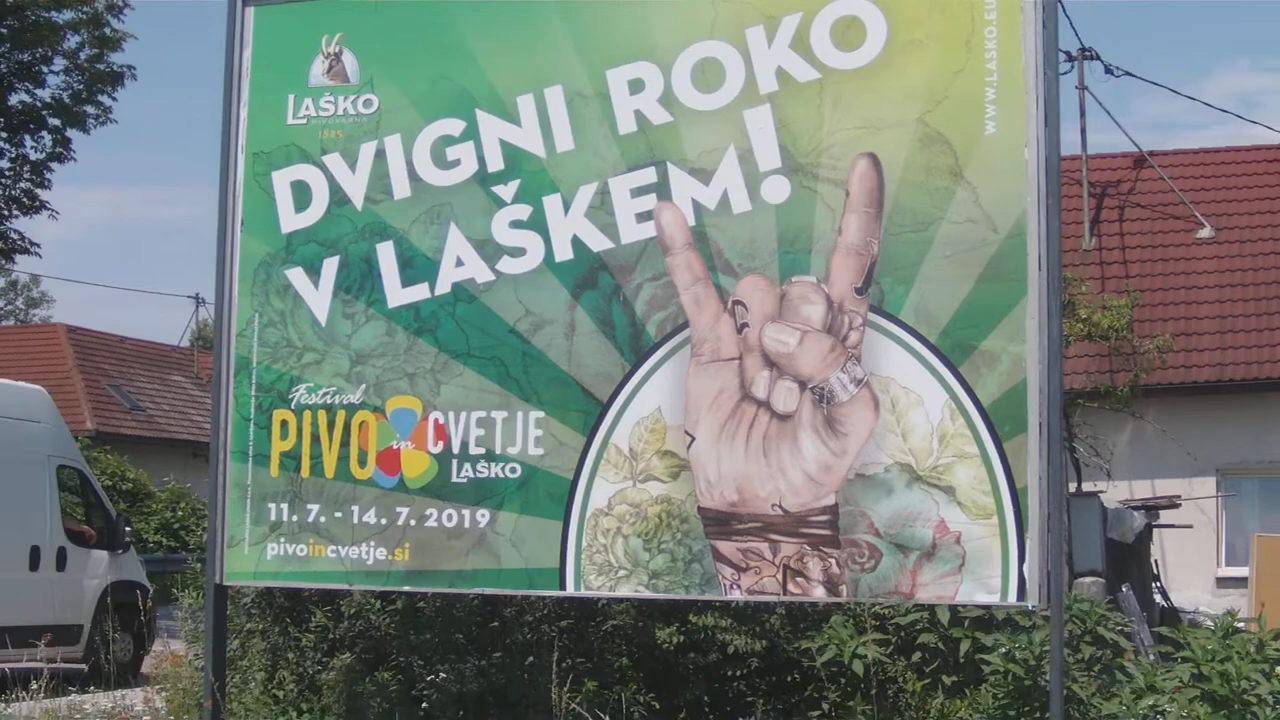 LAŠKO
PIVOVARNA
1825
DVIGNI ROKO
V LAŠKEM!
WWW.LASKO.EU
Festival
PIVO in CVETJE
LAŠKO
11. 7. - 14. 7. 2019
pivoincvetje.si